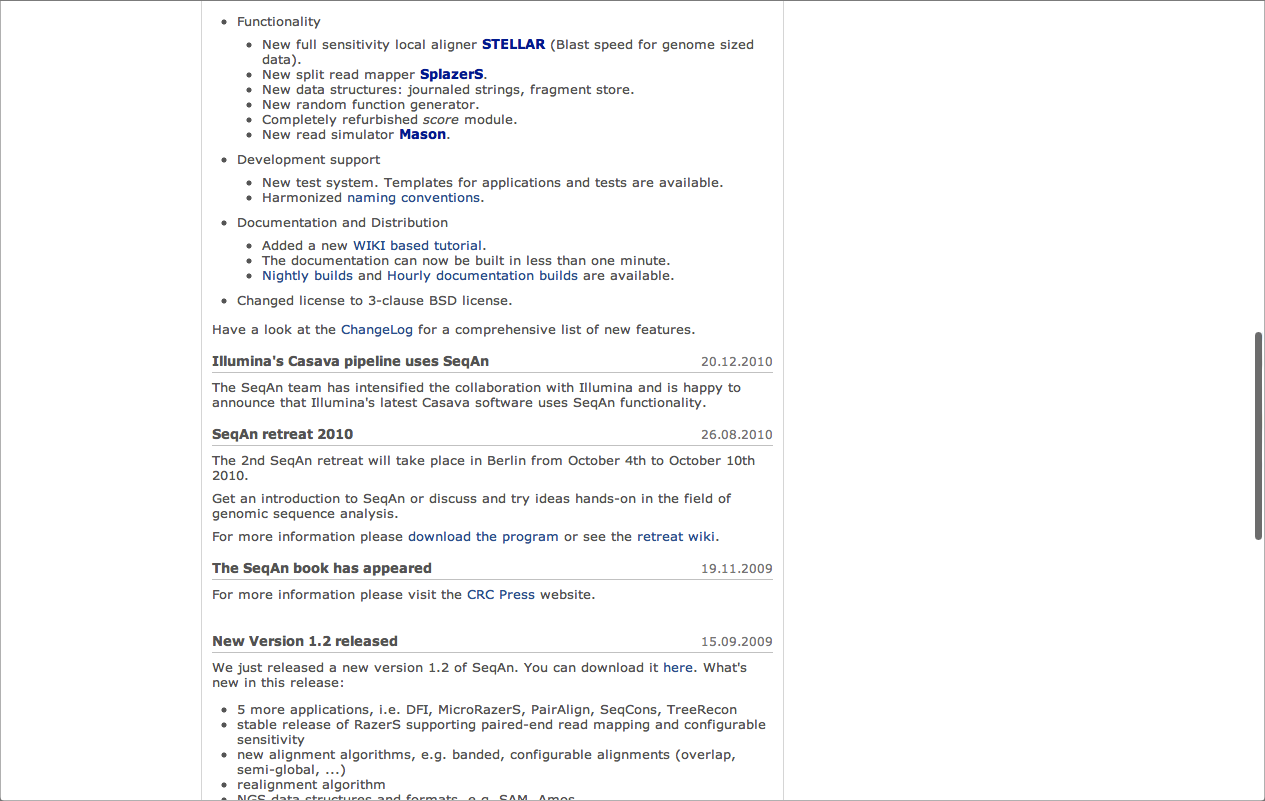 Functionality
New full sensitivity local aligner STELLAR (Blast speed for genome sized
data).
New split read mapper SplazerS.
New data structures: journaled strings, fragment store.
New random function generator.
Completely refurbished score module.
New read simulator Mason.
Development support
New test system. Templates for applications and tests are available.
Harmonized naming conventions.
Documentation and Distribution
Added a new WIKI based tutorial.
The documentation can now be built in less than one minute.
Nightly builds and Hourly documentation builds are available.
Changed license to 3-clause BSD license.
Have a look at the ChangeLog for a comprehensive list of new features.
Illumina's Casava pipeline uses SeqAn 20.12.2010
The SeqAn team has intensified the collaboration with Illumina and is happy to
announce that Illumina's latest Casava software uses SeqAn functionality.
SeqAn retreat 2010 26.08.2010
The 2nd SeqAn retreat will take place in Berlin from October 4th to October 10th
2010.
Get an introduction to SeqAn or discuss and try ideas hands-on in the field of
genomic sequence analysis.
For more information please download the program or see the retreat wiki.
The SeqAn book has appeared 19.11.2009
For more information please visit the CRC Press website.
New Version 1.2 released 15.09.2009
We just released a new version 1.2 of SeqAn. You can download it here. What's
new in this release:
5 more applications, i.e. DFI, MicroRazerS, PairAlign, SeqCons, TreeRecon
stable release of RazerS supporting paired-end read mapping and configurable
sensitivity
new alignment algorithms, e.g. banded, configurable alignments (overlap,
semi-global, ...)
realignment algorithm
NGS data structures and formats, e.g. SAM, Amos